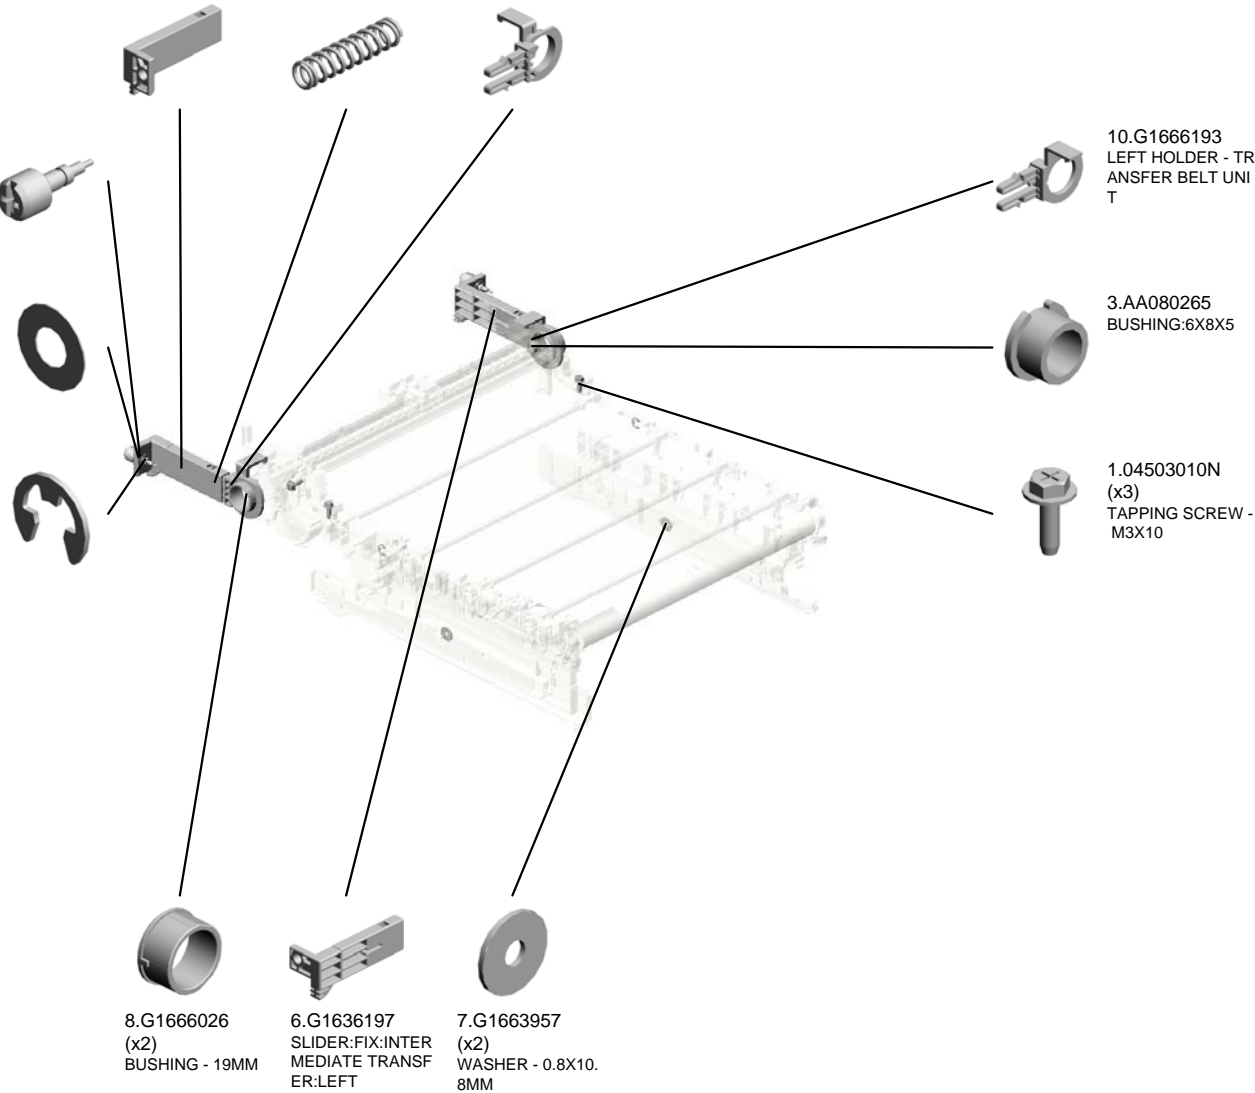 10.G1666193
LEFT HOLDER - TR
ANSFER BELT UNI
T
3.AA080265
BUSHING:6X8X5
1.04503010N
(x3)
TAPPING SCREW -
M3X10
8.G1666026
(x2)
BUSHING - 19MM
6.G1636197
SLIDER:FIX:INTER
MEDIATE TRANSF
ER:LEFT
7.G1663957
(x2)
WASHER - 0.8X10.
8MM